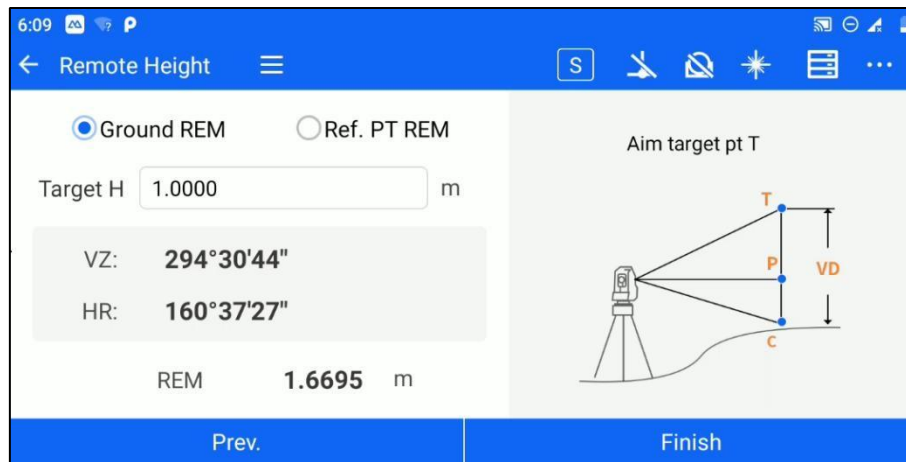 6:09
Remote Height
S
Ground REM Ref. PT REM
Target H 1.0000 m
VZ: 294°30'44"
HR: 160°37'27"
REM 1.6695 m
Aim target pt T
T
P
VD
C
Prev. Finish